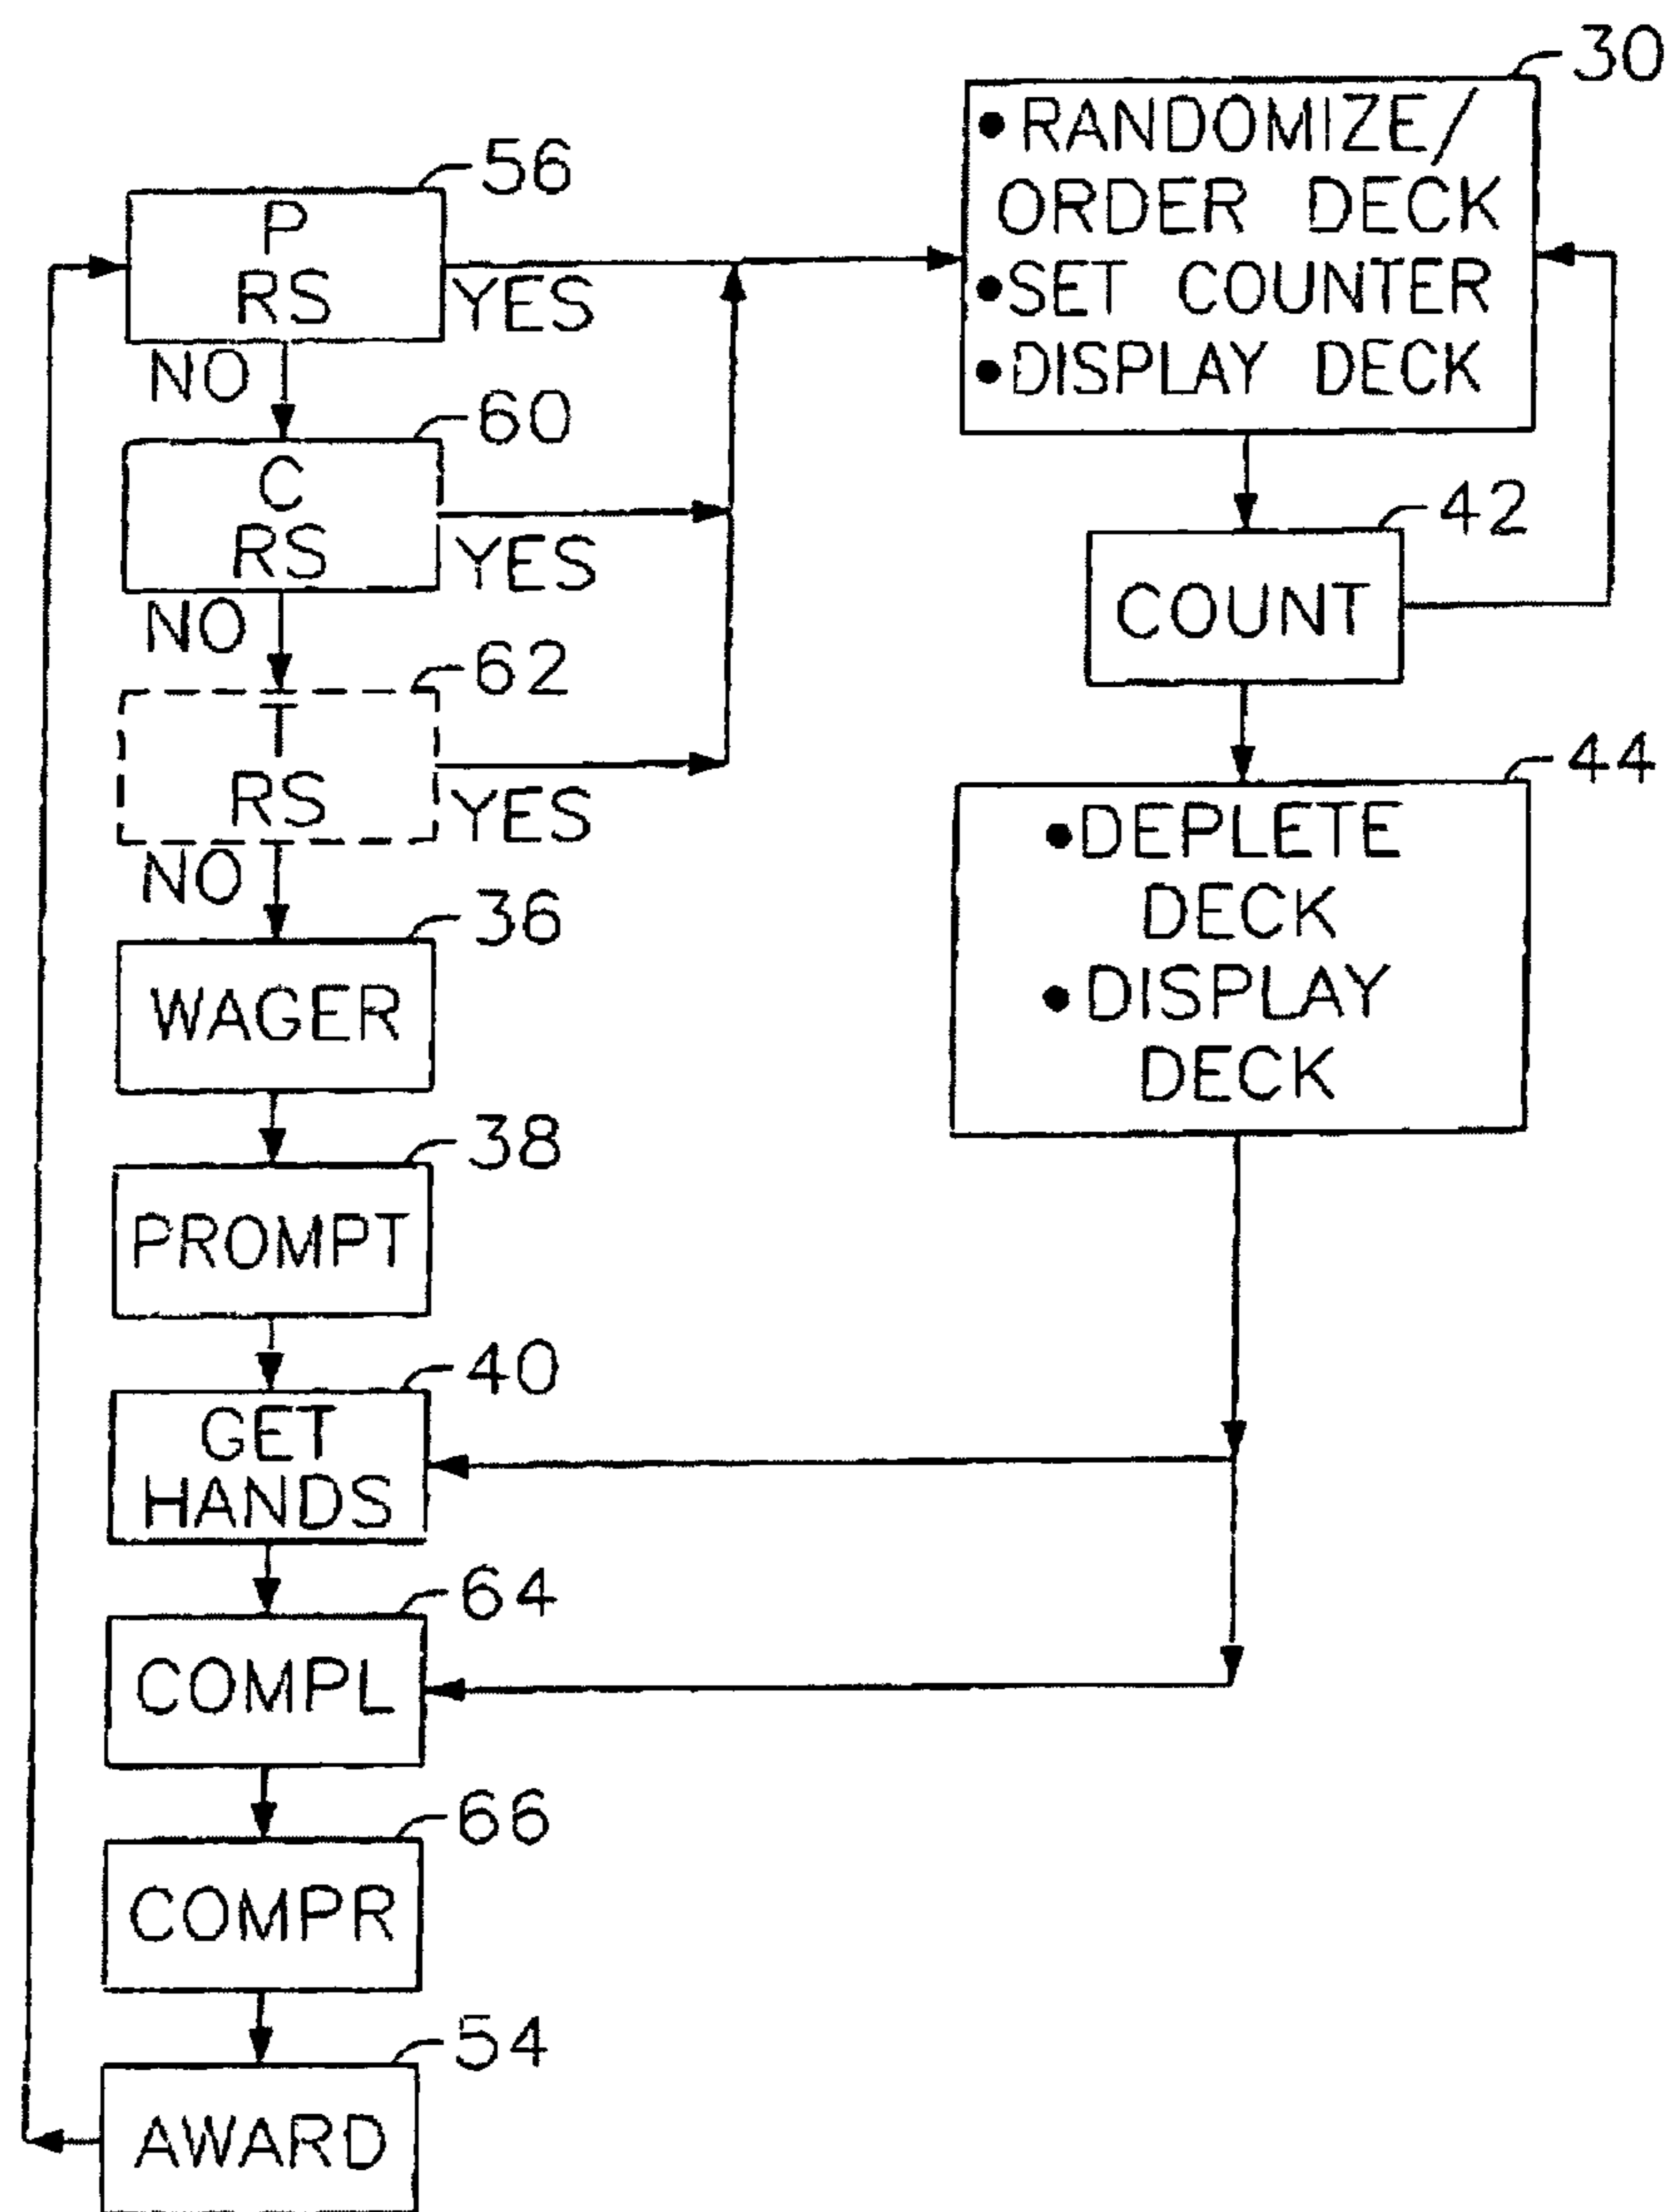 56
P
RS
YES
NO
60
C
RS
YES
NO
62
T
RS
YES
NO
36
WAGER
38
PROMPT
40
GET
HANDS
64
COMPL
66
COMPR
54
AWARD
30
• RANDOMIZE/
ORDER DECK
• SET COUNTER
• DISPLAY DECK
42
COUNT
44
• DEPLETE
DECK
• DISPLAY
DECK